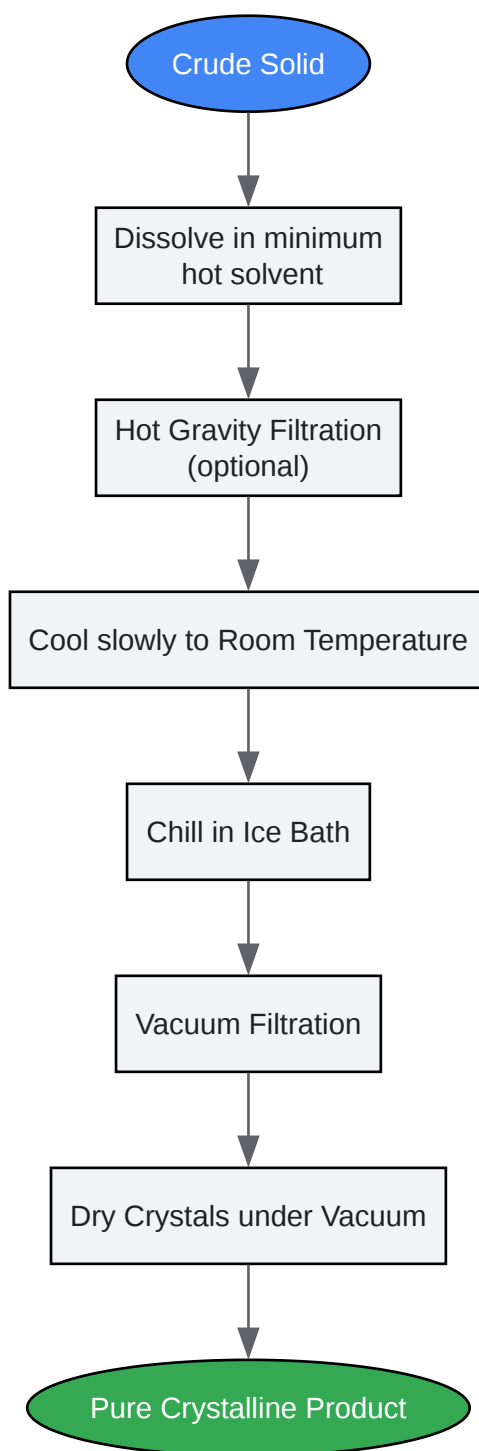 Crude Solid
Dissolve in minimum
hot solvent
Hot Gravity Filtration
(optional)
Cool slowly to Room Temperature
Chill in Ice Bath
Vacuum Filtration
Dry Crystals under Vacuum
Pure Crystalline Product